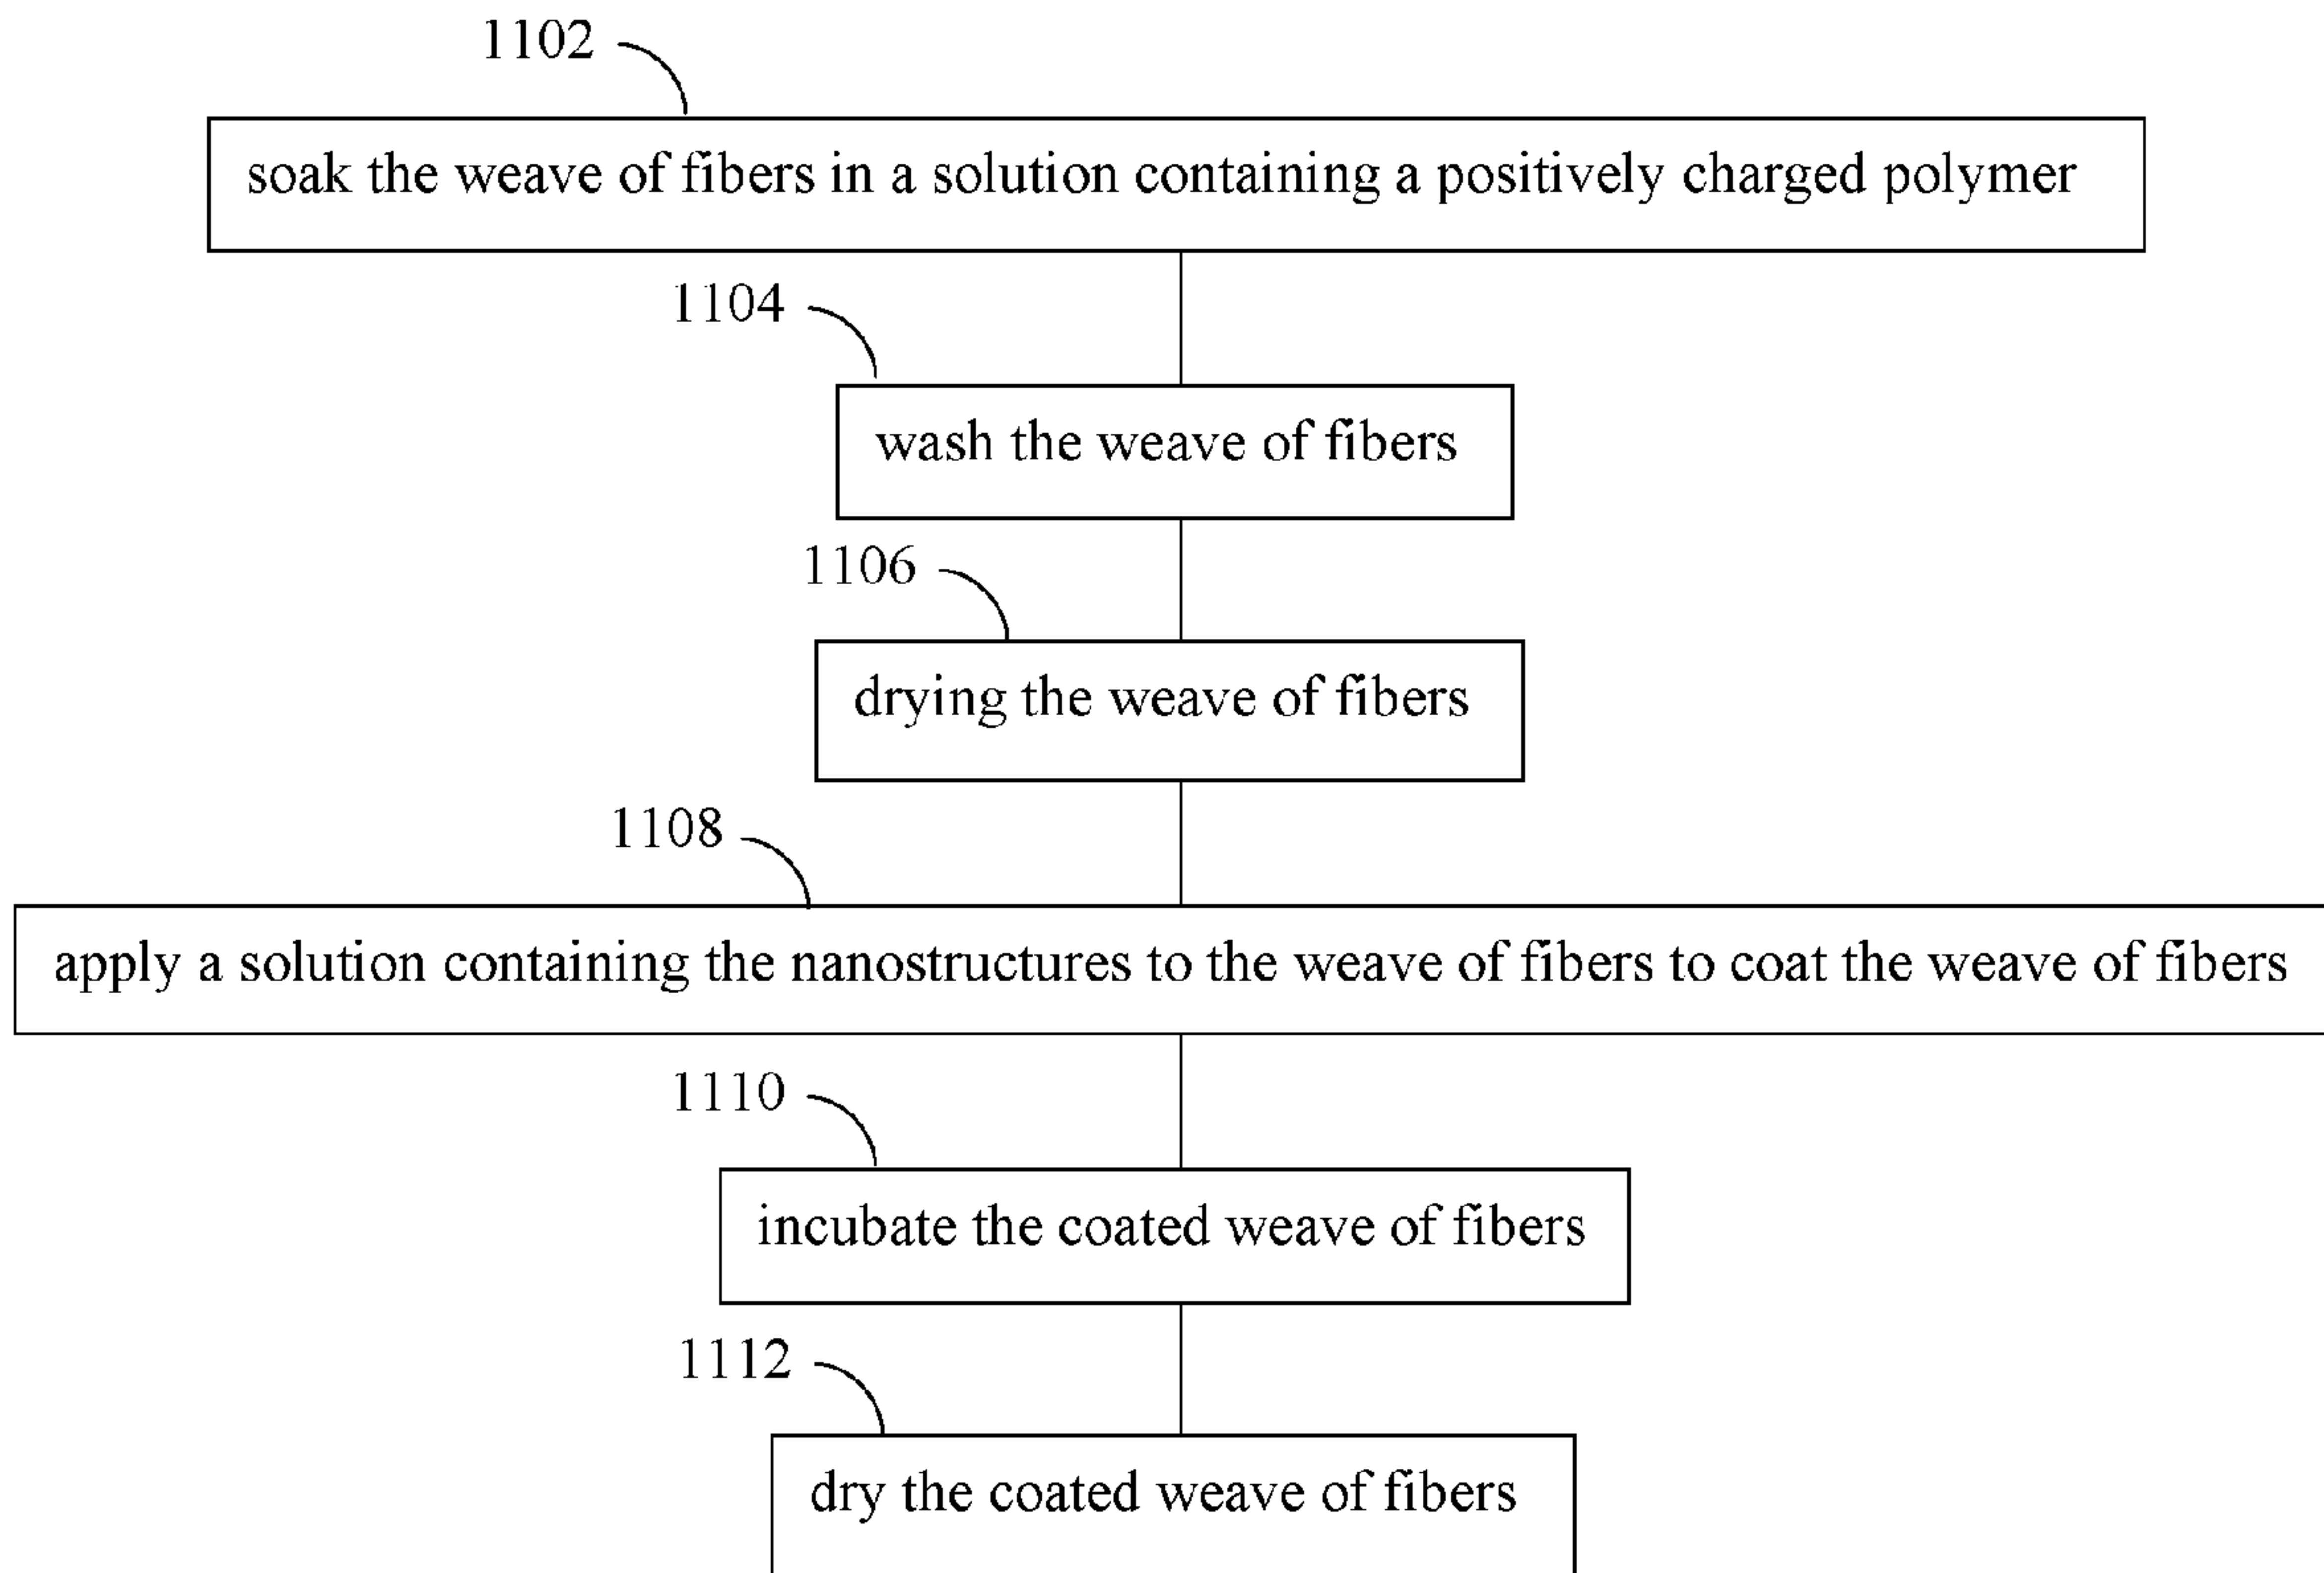 1102
soak the weave of fibers in a solution containing a positively charged polymer
1104
wash the weave of fibers
1106
drying the weave of fibers
1108
apply a solution containing the nanostructures to the weave of fibers to coat the weave of fibers
1110
incubate the coated weave of fibers
1112
dry the coated weave of fibers